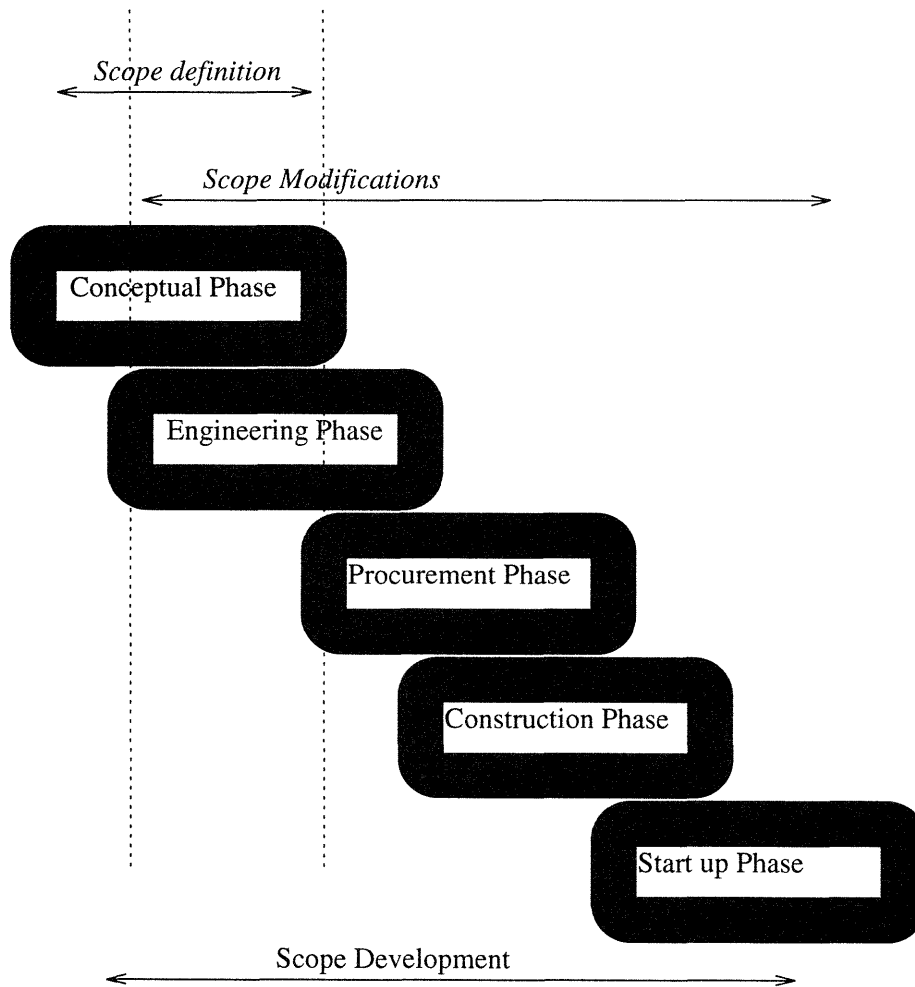 Scope definition
Scope Modifications
Conceptual Phase
Engineering Phase
Procurement Phase
Construction Phase
Start up Phase
Scope Development